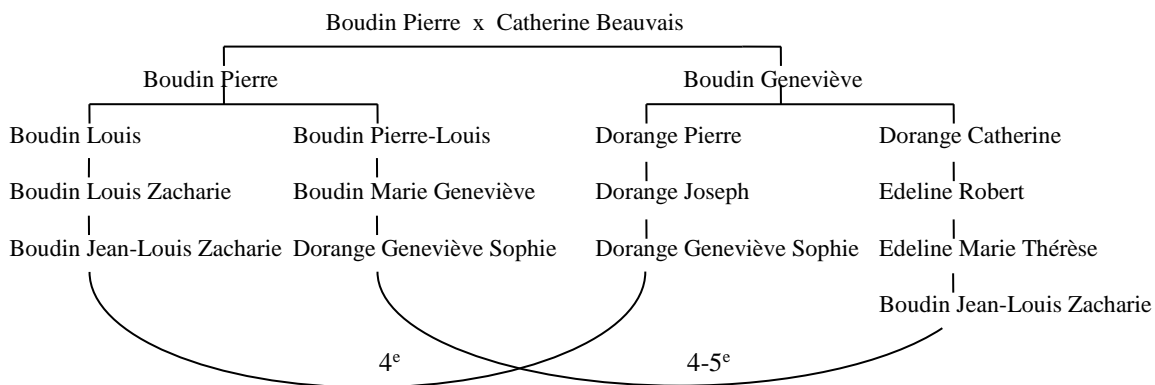 Boudin Pierre x Catherine Beauvais
Boudin Pierre Boudin Geneviève
Boudin Louis Boudin Pierre-Louis Dorange Pierre Dorange Catherine
Boudin Louis Zacharie Boudin Marie Geneviève Dorange Joseph Edeline Robert
Boudin Jean-Louis Zacharie Dorange Geneviève Sophie Dorange Geneviève Sophie Edeline Marie Thérèse
Boudin Jean-Louis Zacharie
4e 4-5e